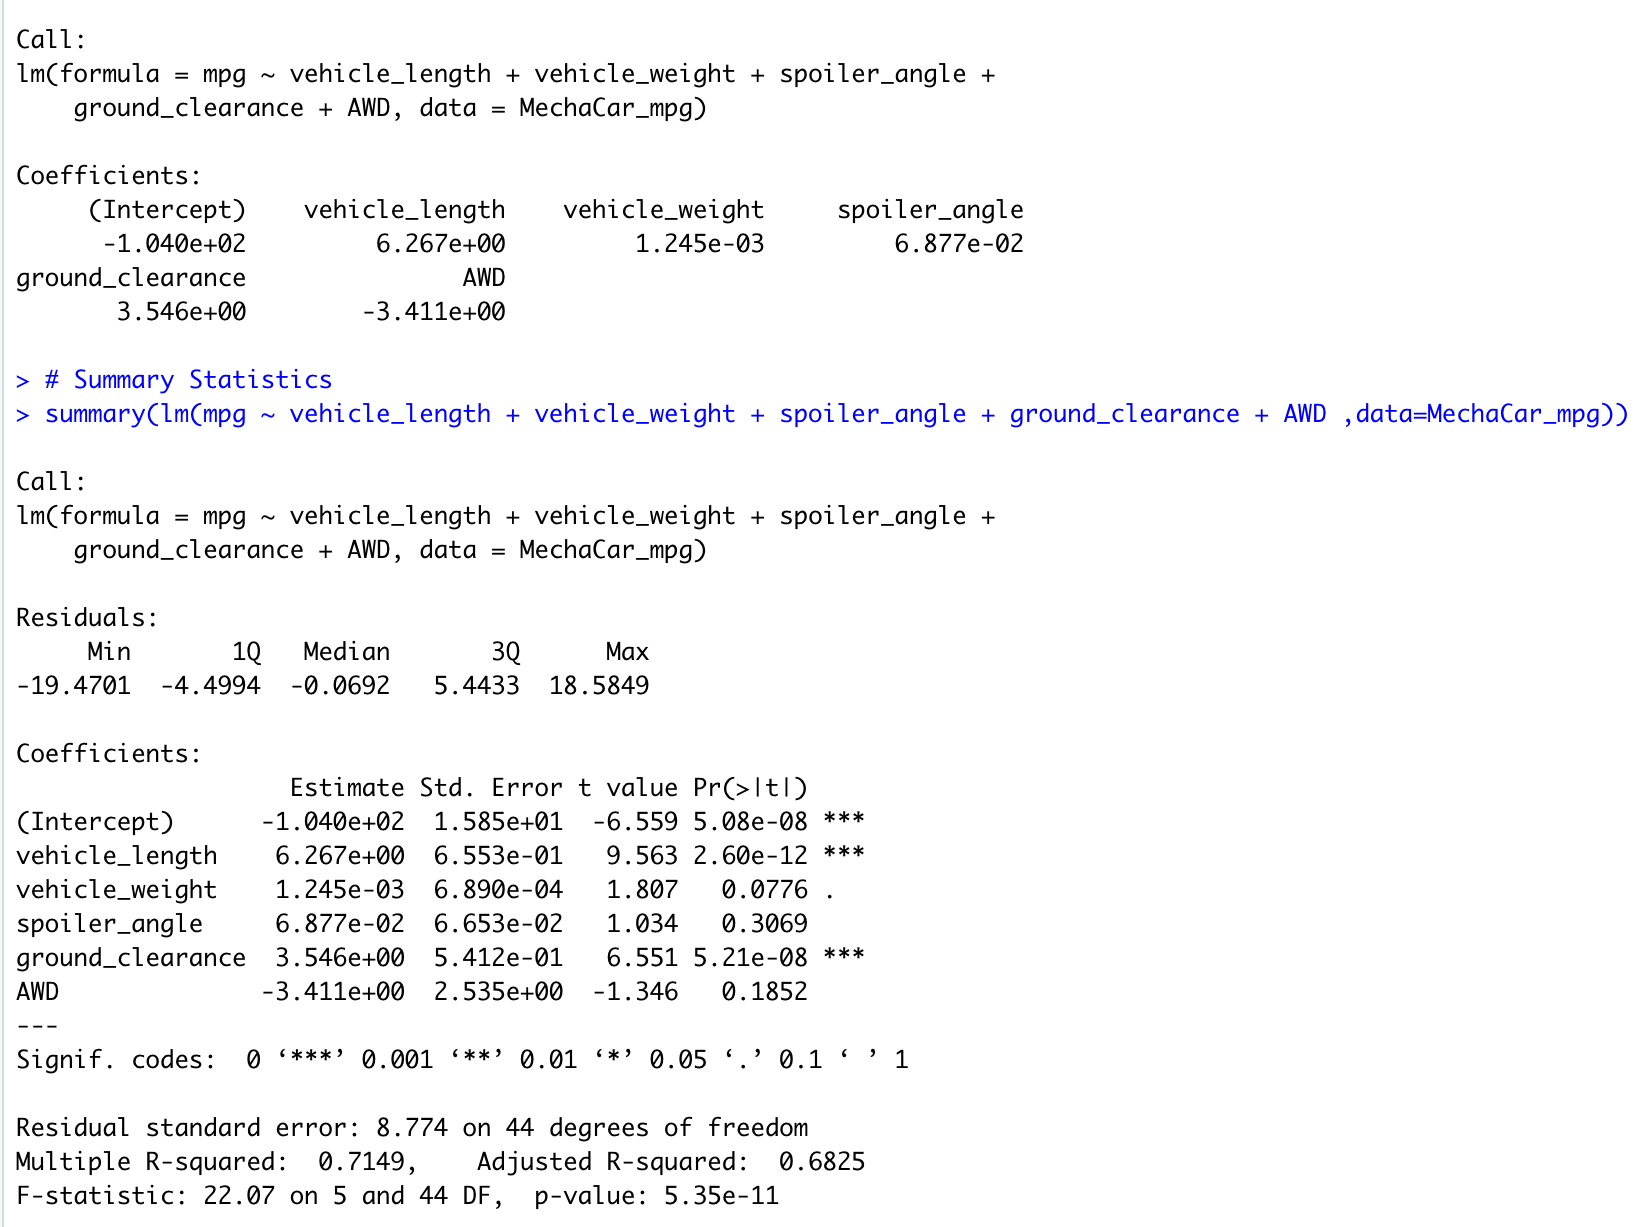 Call:
lm(formula = mpg ~ vehicle_length + vehicle_weight + spoiler_angle +
    ground_clearance + AWD, data = MechaCar_mpg)

Coefficients:
     (Intercept)    vehicle_length    vehicle_weight     spoiler_angle
      -1.040e+02         6.267e+00         1.245e-03         6.877e-02
ground_clearance               AWD
       3.546e+00        -3.411e+00

> # Summary Statistics
> summary(lm(mpg ~ vehicle_length + vehicle_weight + spoiler_angle + ground_clearance + AWD ,data=MechaCar_mpg))

Call:
lm(formula = mpg ~ vehicle_length + vehicle_weight + spoiler_angle +
    ground_clearance + AWD, data = MechaCar_mpg)

Residuals:
     Min       1Q   Median       3Q      Max
-19.4701  -4.4994  -0.0692   5.4433  18.5849

Coefficients:
                   Estimate Std. Error t value Pr(>|t|)
(Intercept)      -1.040e+02  1.585e+01  -6.559 5.08e-08 ***
vehicle_length    6.267e+00  6.553e-01   9.563 2.60e-12 ***
vehicle_weight    1.245e-03  6.890e-04   1.807   0.0776 .
spoiler_angle     6.877e-02  6.653e-02   1.034   0.3069
ground_clearance  3.546e+00  5.412e-01   6.551 5.21e-08 ***
AWD              -3.411e+00  2.535e+00  -1.346   0.1852
---
Signif. codes:  0 ‘***’ 0.001 ‘**’ 0.01 ‘*’ 0.05 ‘.’ 0.1 ‘ ’ 1

Residual standard error: 8.774 on 44 degrees of freedom
Multiple R-squared:  0.7149,    Adjusted R-squared:  0.6825
F-statistic: 22.07 on 5 and 44 DF,  p-value: 5.35e-11